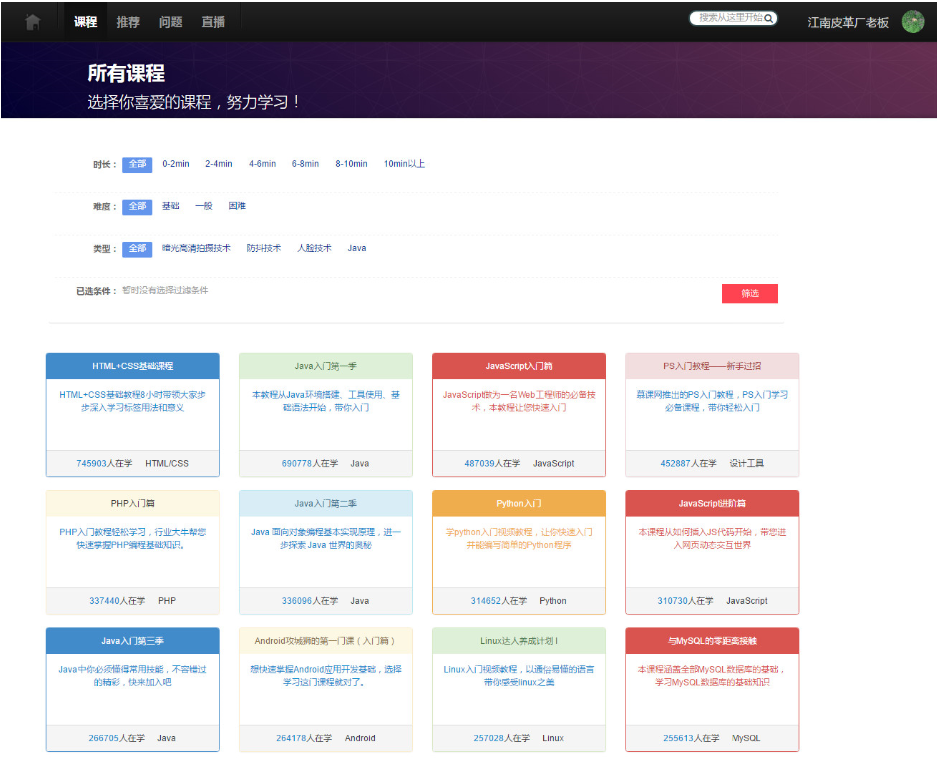 课程 推荐 问题 直播 搜索从这里开始 江南皮革厂老板
所有课程
选择你喜爱的课程，努力学习！
时长： 全部 0-2min 2-4min 4-6min 6-8min 8-10min 10min以上
难度： 全部 基础 一般 困难
类型： 全部 暗光高清拍摄技术 防抖技术 人脸技术 Java
已选条件： 暂时没有选择过滤条件 筛选
HTML+CSS基础课程
HTML+CSS基础教程8小时带领大家步
步深入学习标签用法和意义
745903人在学 HTML/CSS
Java入门第一季
本教程从Java环境搭建、工具使用、基
础语法开始，带你入门
690778人在学 Java
JavaScript入门篇
JavaScript做为一名Web工程师的必备技
术，本教程让您快速入门
487039人在学 JavaScript
PS入门教程——新手过招
慕课网推出的PS入门教程，PS入门学习
必备课程，带你轻松入门
452887人在学 设计工具
PHP入门篇
PHP入门教程轻松学习，行业大牛帮您
快速掌握PHP编程基础知识。
337440人在学 PHP
Java入门第二季
Java 面向对象编程基本实现原理，进一
步探索 Java 世界的奥秘
336096人在学 Java
Python入门
学python入门视频教程，让你快速入门
并能编写简单的Python程序
314652人在学 Python
JavaScript进阶篇
本课程从如何插入JS代码开始，带您进
入网页动态交互世界
310730人在学 JavaScript
Java入门第三季
Java中你必须懂得常用技能，不容错过
的精彩，快来加入吧
266705人在学 Java
Android攻城狮的第一门课（入门篇）
想快速掌握Android应用开发基础，选择
学习这门课程就对了。
264178人在学 Android
Linux达人养成计划 I
Linux入门视频教程，以通俗易懂的语言
带你感受linux之美
257028人在学 Linux
与MySQL的零距离接触
本课程涵盖全部MySQL数据库的基础，
学习MySQL数据库的基础知识
255613人在学 MySQL